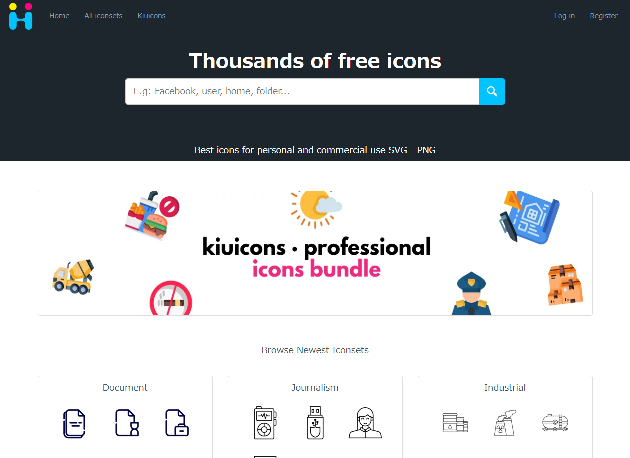 Home All iconsets Kiuicons Log in Register
Thousands of free icons
E.g: Facebook, user, home, folder...
Best icons for personal and commercial use SVG - PNG
kiuicons · professional
icons bundle
Browse Newest Iconsets
Document Journalism Industrial